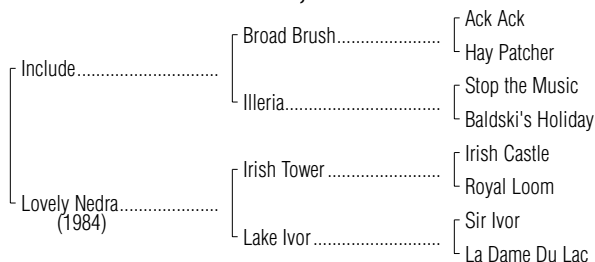 Ack Ack
Broad Brush
Hay Patcher
Include
Stop the Music
Illeria
Baldski's Holiday
Irish Castle
Irish Tower
Royal Loom
Lovely Nedra
(1984)
Sir Ivor
Lake Ivor
La Dame Du Lac